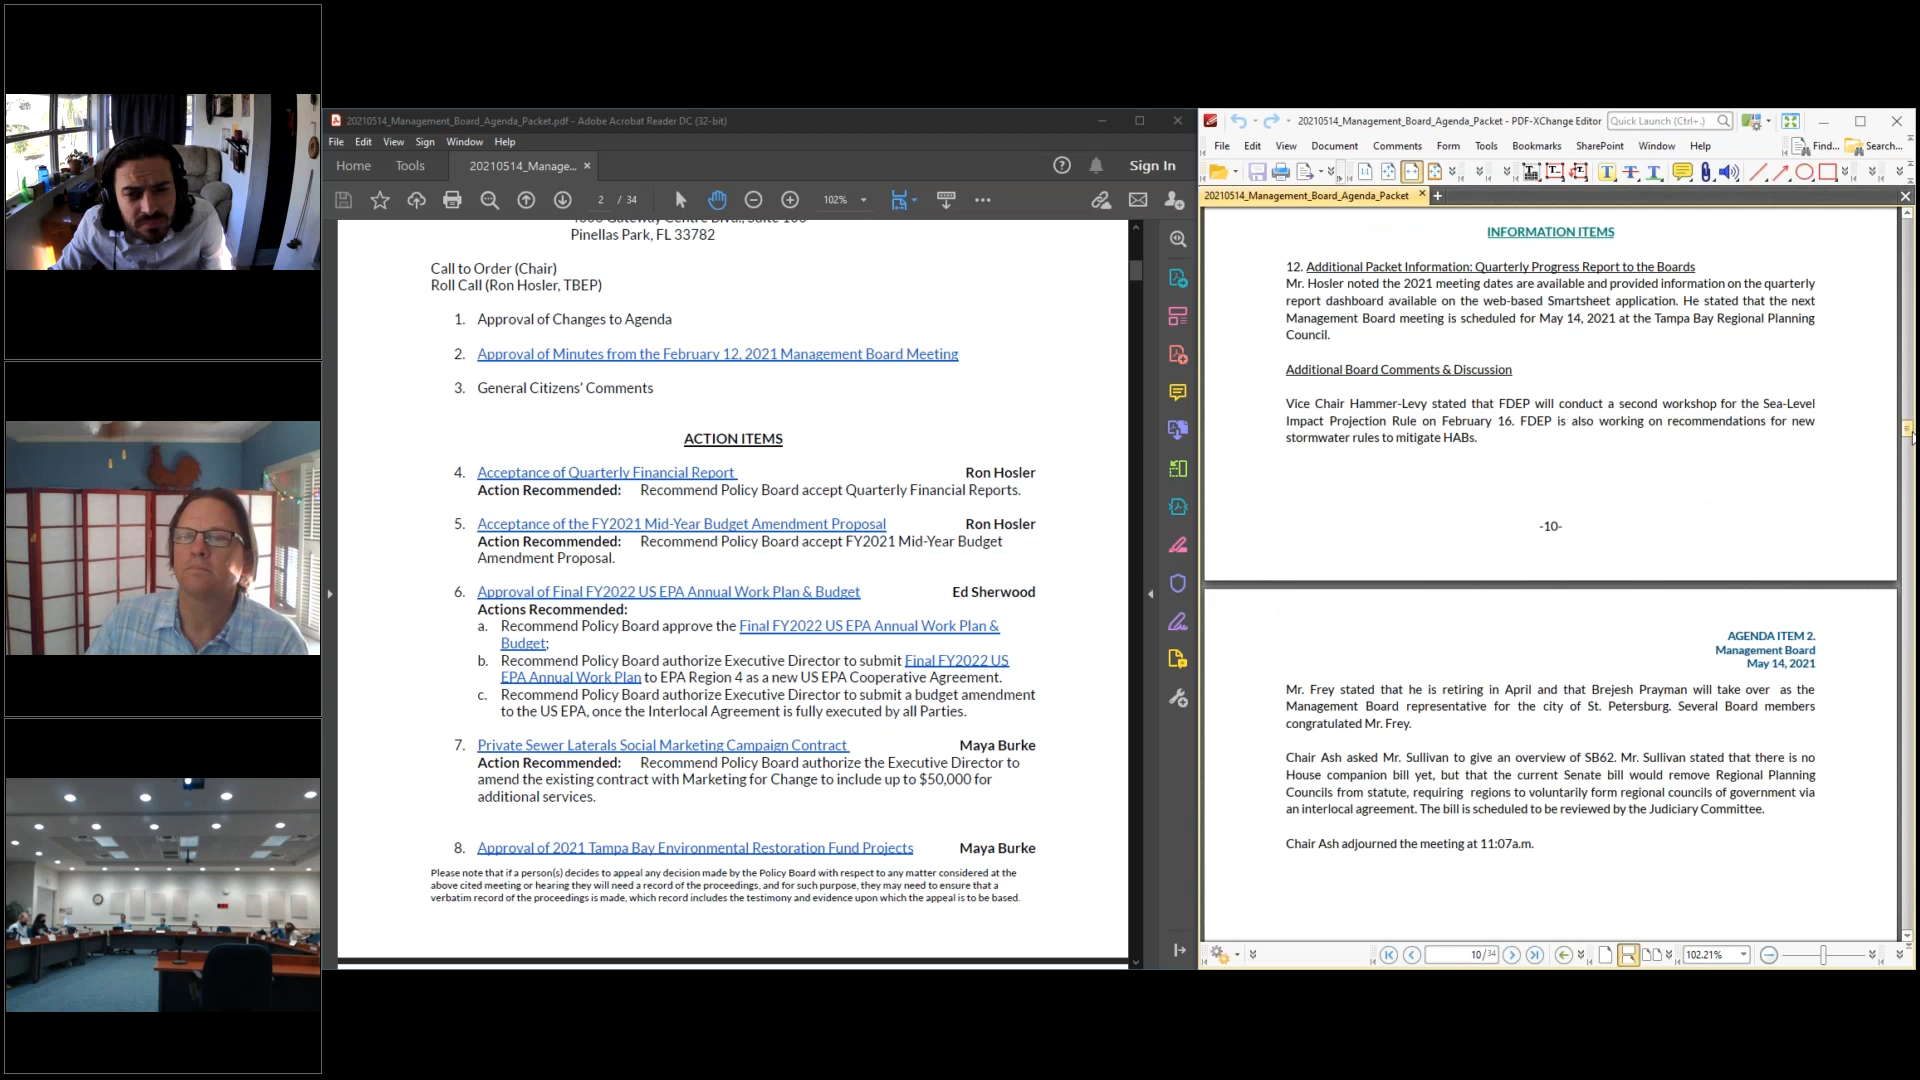 20210514_Management_Board_Agenda_Packet.pdf - Adobe Acrobat Reader DC (32-bit)
File Edit View Sign Window Help
Home Tools 20210514_Manage... × Sign In
2 / 34 102%
Pinellas Park, FL 33782
Call to Order (Chair)
Roll Call (Ron Hosler, TBEP)
1. Approval of Changes to Agenda
2. Approval of Minutes from the February 12, 2021 Management Board Meeting
3. General Citizens’ Comments
ACTION ITEMS
4. Acceptance of Quarterly Financial Report Ron Hosler
Action Recommended: Recommend Policy Board accept Quarterly Financial Reports.
5. Acceptance of the FY2021 Mid-Year Budget Amendment Proposal Ron Hosler
Action Recommended: Recommend Policy Board accept FY2021 Mid-Year Budget
Amendment Proposal.
6. Approval of Final FY2022 US EPA Annual Work Plan & Budget Ed Sherwood
Actions Recommended:
a. Recommend Policy Board approve the Final FY2022 US EPA Annual Work Plan &
Budget;
b. Recommend Policy Board authorize Executive Director to submit Final FY2022 US
EPA Annual Work Plan to EPA Region 4 as a new US EPA Cooperative Agreement.
c. Recommend Policy Board authorize Executive Director to submit a budget amendment
to the US EPA, once the Interlocal Agreement is fully executed by all Parties.
7. Private Sewer Laterals Social Marketing Campaign Contract Maya Burke
Action Recommended: Recommend Policy Board authorize the Executive Director to
amend the existing contract with Marketing for Change to include up to $50,000 for
additional services.
8. Approval of 2021 Tampa Bay Environmental Restoration Fund Projects Maya Burke
Please note that if a person(s) decides to appeal any decision made by the Policy Board with respect to any matter considered at the
above cited meeting or hearing they will need a record of the proceedings, and for such purpose, they may need to ensure that a
verbatim record of the proceedings is made, which record includes the testimony and evidence upon which the appeal is to be based.
20210514_Management_Board_Agenda_Packet - PDF-XChange Editor Quick Launch (Ctrl+.)
File Edit View Document Comments Form Tools Bookmarks SharePoint Window Help Find... Search...
20210514_Management_Board_Agenda_Packet
INFORMATION ITEMS
12. Additional Packet Information: Quarterly Progress Report to the Boards
Mr. Hosler noted the 2021 meeting dates are available and provided information on the quarterly
report dashboard available on the web-based Smartsheet application. He stated that the next
Management Board meeting is scheduled for May 14, 2021 at the Tampa Bay Regional Planning
Council.
Additional Board Comments & Discussion
Vice Chair Hammer-Levy stated that FDEP will conduct a second workshop for the Sea-Level
Impact Projection Rule on February 16. FDEP is also working on recommendations for new
stormwater rules to mitigate HABs.
-10-
AGENDA ITEM 2.
Management Board
May 14, 2021
Mr. Frey stated that he is retiring in April and that Brejesh Prayman will take over as the
Management Board representative for the city of St. Petersburg. Several Board members
congratulated Mr. Frey.
Chair Ash asked Mr. Sullivan to give an overview of SB62. Mr. Sullivan stated that there is no
House companion bill yet, but that the current Senate bill would remove Regional Planning
Councils from statute, requiring regions to voluntarily form regional councils of government via
an interlocal agreement. The bill is scheduled to be reviewed by the Judiciary Committee.
Chair Ash adjourned the meeting at 11:07a.m.
10/34 102.21%